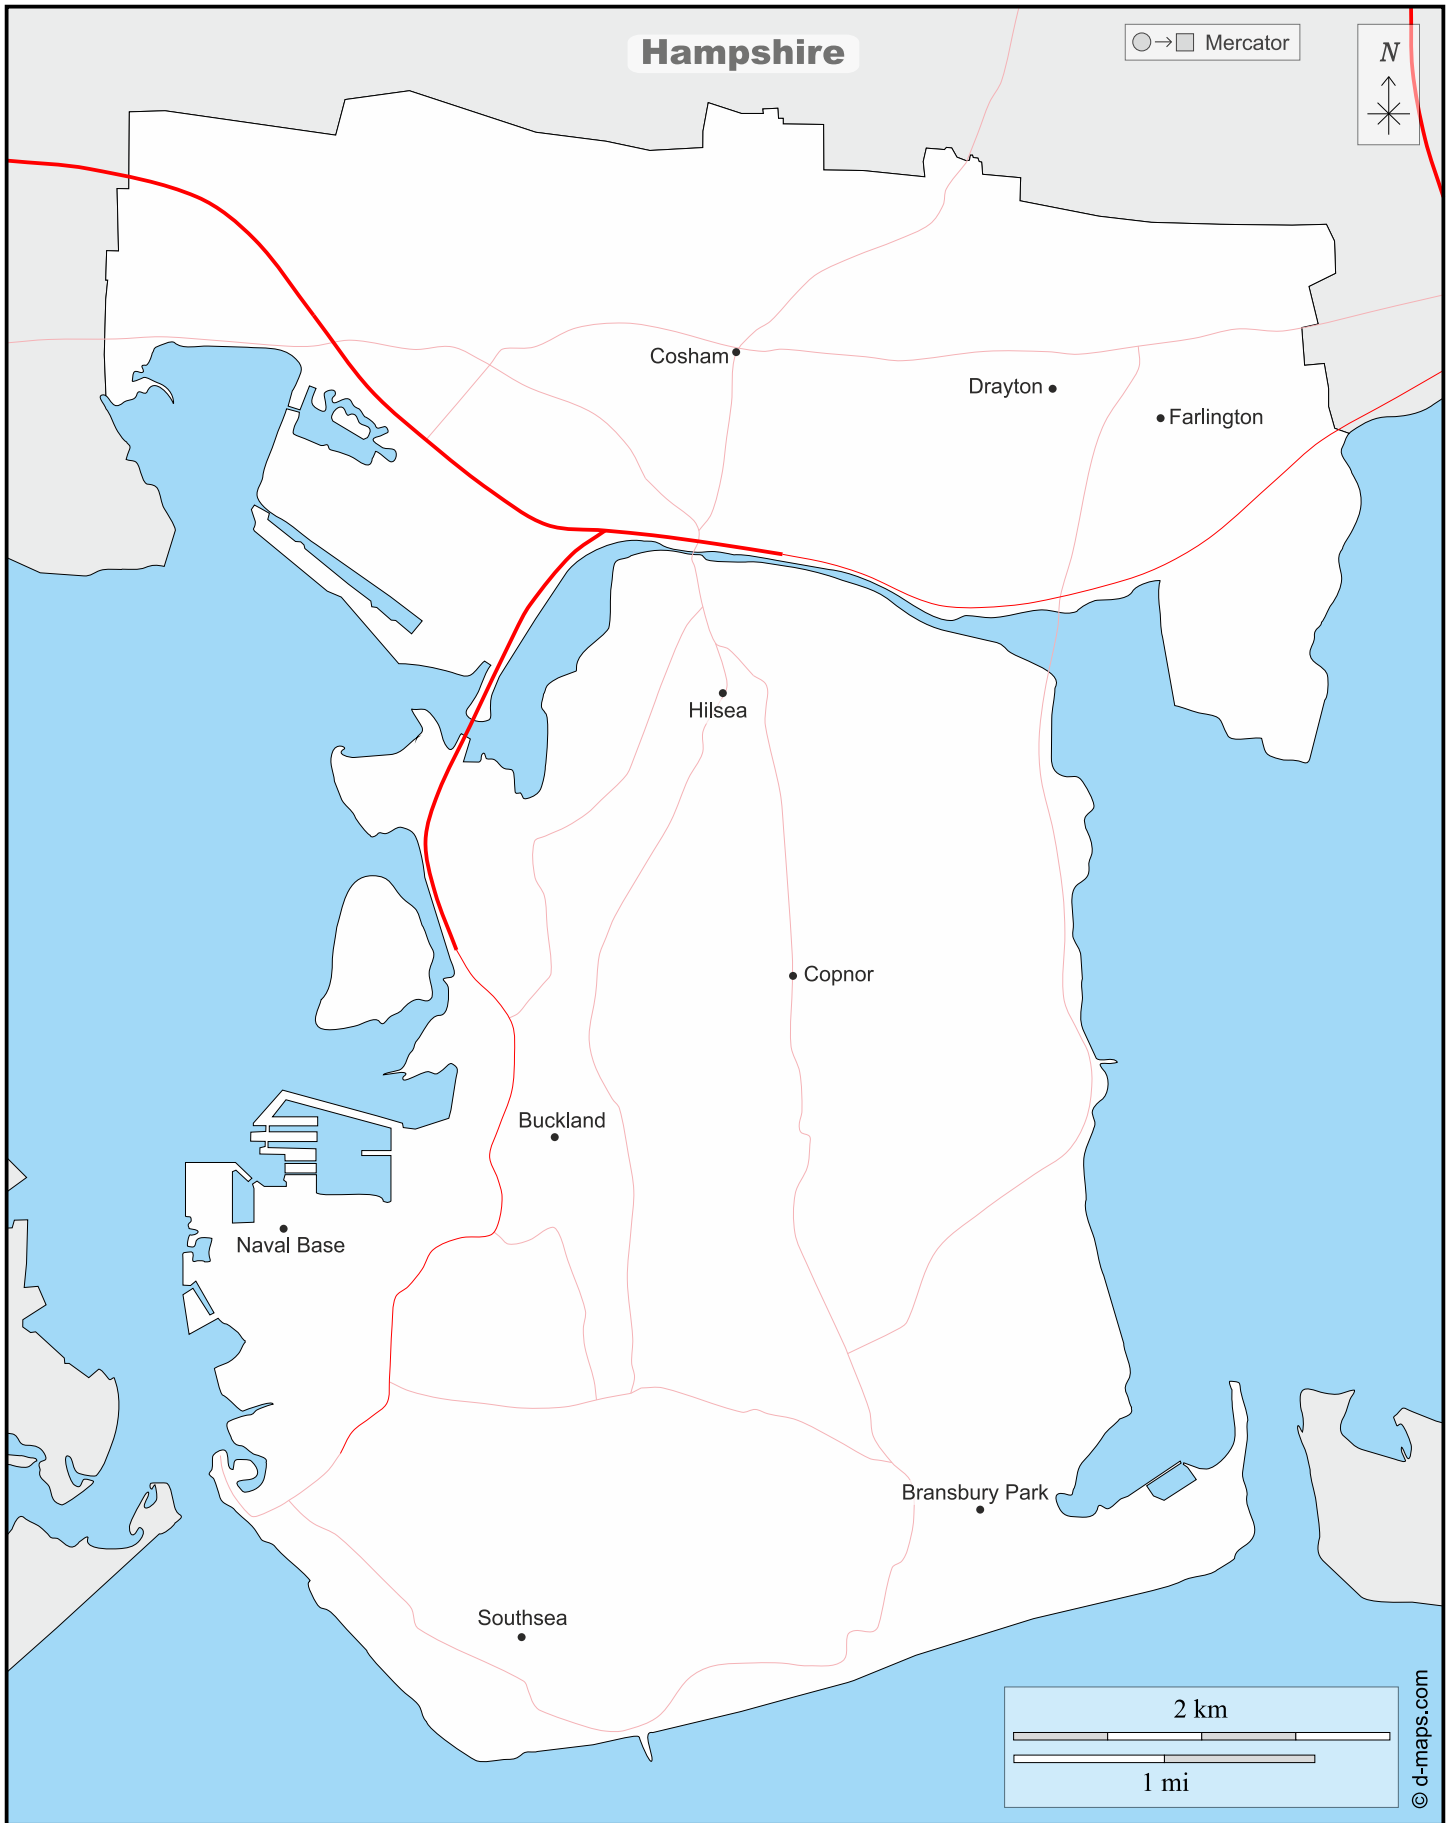 Hampshire
Mercator
N
Cosham
Drayton
Farlington
Hilsea
Copnor
Buckland
Naval Base
Bransbury Park
Southsea
2 km
1 mi
© d-maps.com